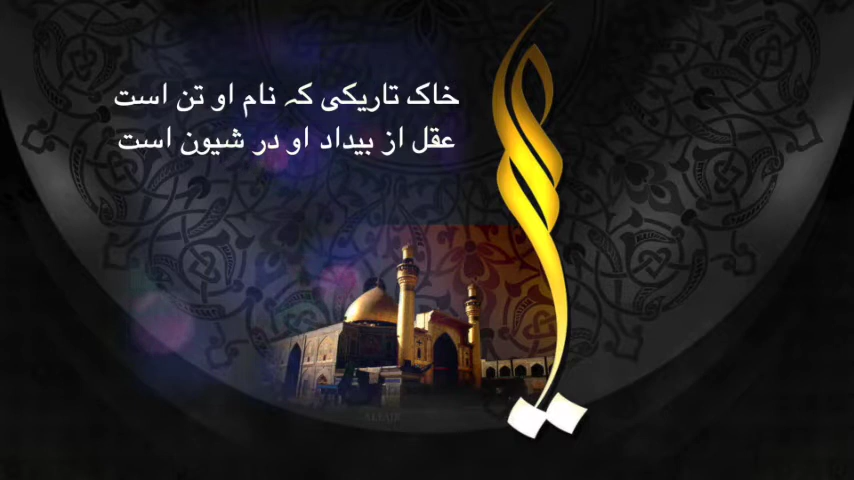 خاک تاریکی کہ نام او تن است
عقل از بیداد او در شیون است